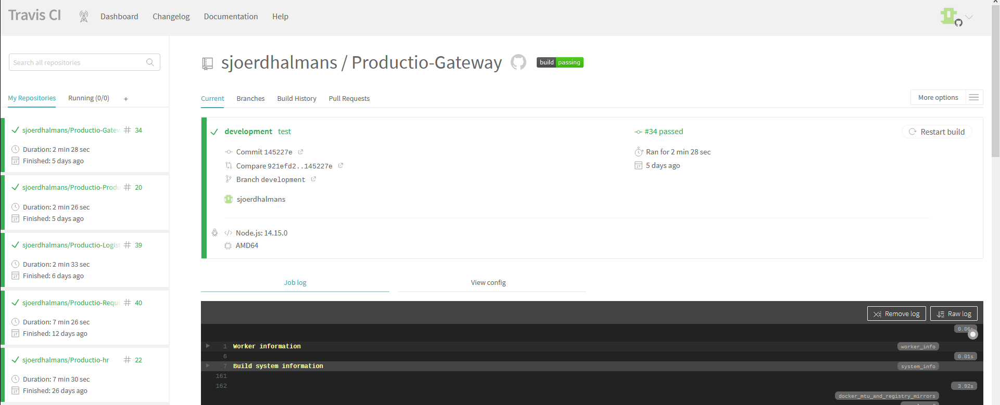 Travis CI Dashboard Changelog Documentation Help
Search all repositories
My Repositories Running (0/0) +
sjoerdhalmans/Productio-Gatew # 34
Duration: 2 min 28 sec
Finished: 5 days ago
sjoerdhalmans/Productio-Produ # 20
Duration: 2 min 26 sec
Finished: 5 days ago
sjoerdhalmans/Productio-Logist # 39
Duration: 2 min 33 sec
Finished: 6 days ago
sjoerdhalmans/Productio-Requi # 40
Duration: 7 min 26 sec
Finished: 12 days ago
sjoerdhalmans/Productio-hr # 22
Duration: 7 min 30 sec
Finished: 26 days ago
sjoerdhalmans / Productio-Gateway build passing
Current Branches Build History Pull Requests More options
development test #34 passed Restart build
Commit 145227e Ran for 2 min 28 sec
Compare 921efd2..145227e 5 days ago
Branch development
sjoerdhalmans
</> Node.js: 14.15.0
AMD64
Job log View config
Remove log Raw log
0.06s
1 Worker information worker_info
6 0.01s
7 Build system information system_info
161
162 3.92s
docker_mtu_and_registry_mirrors